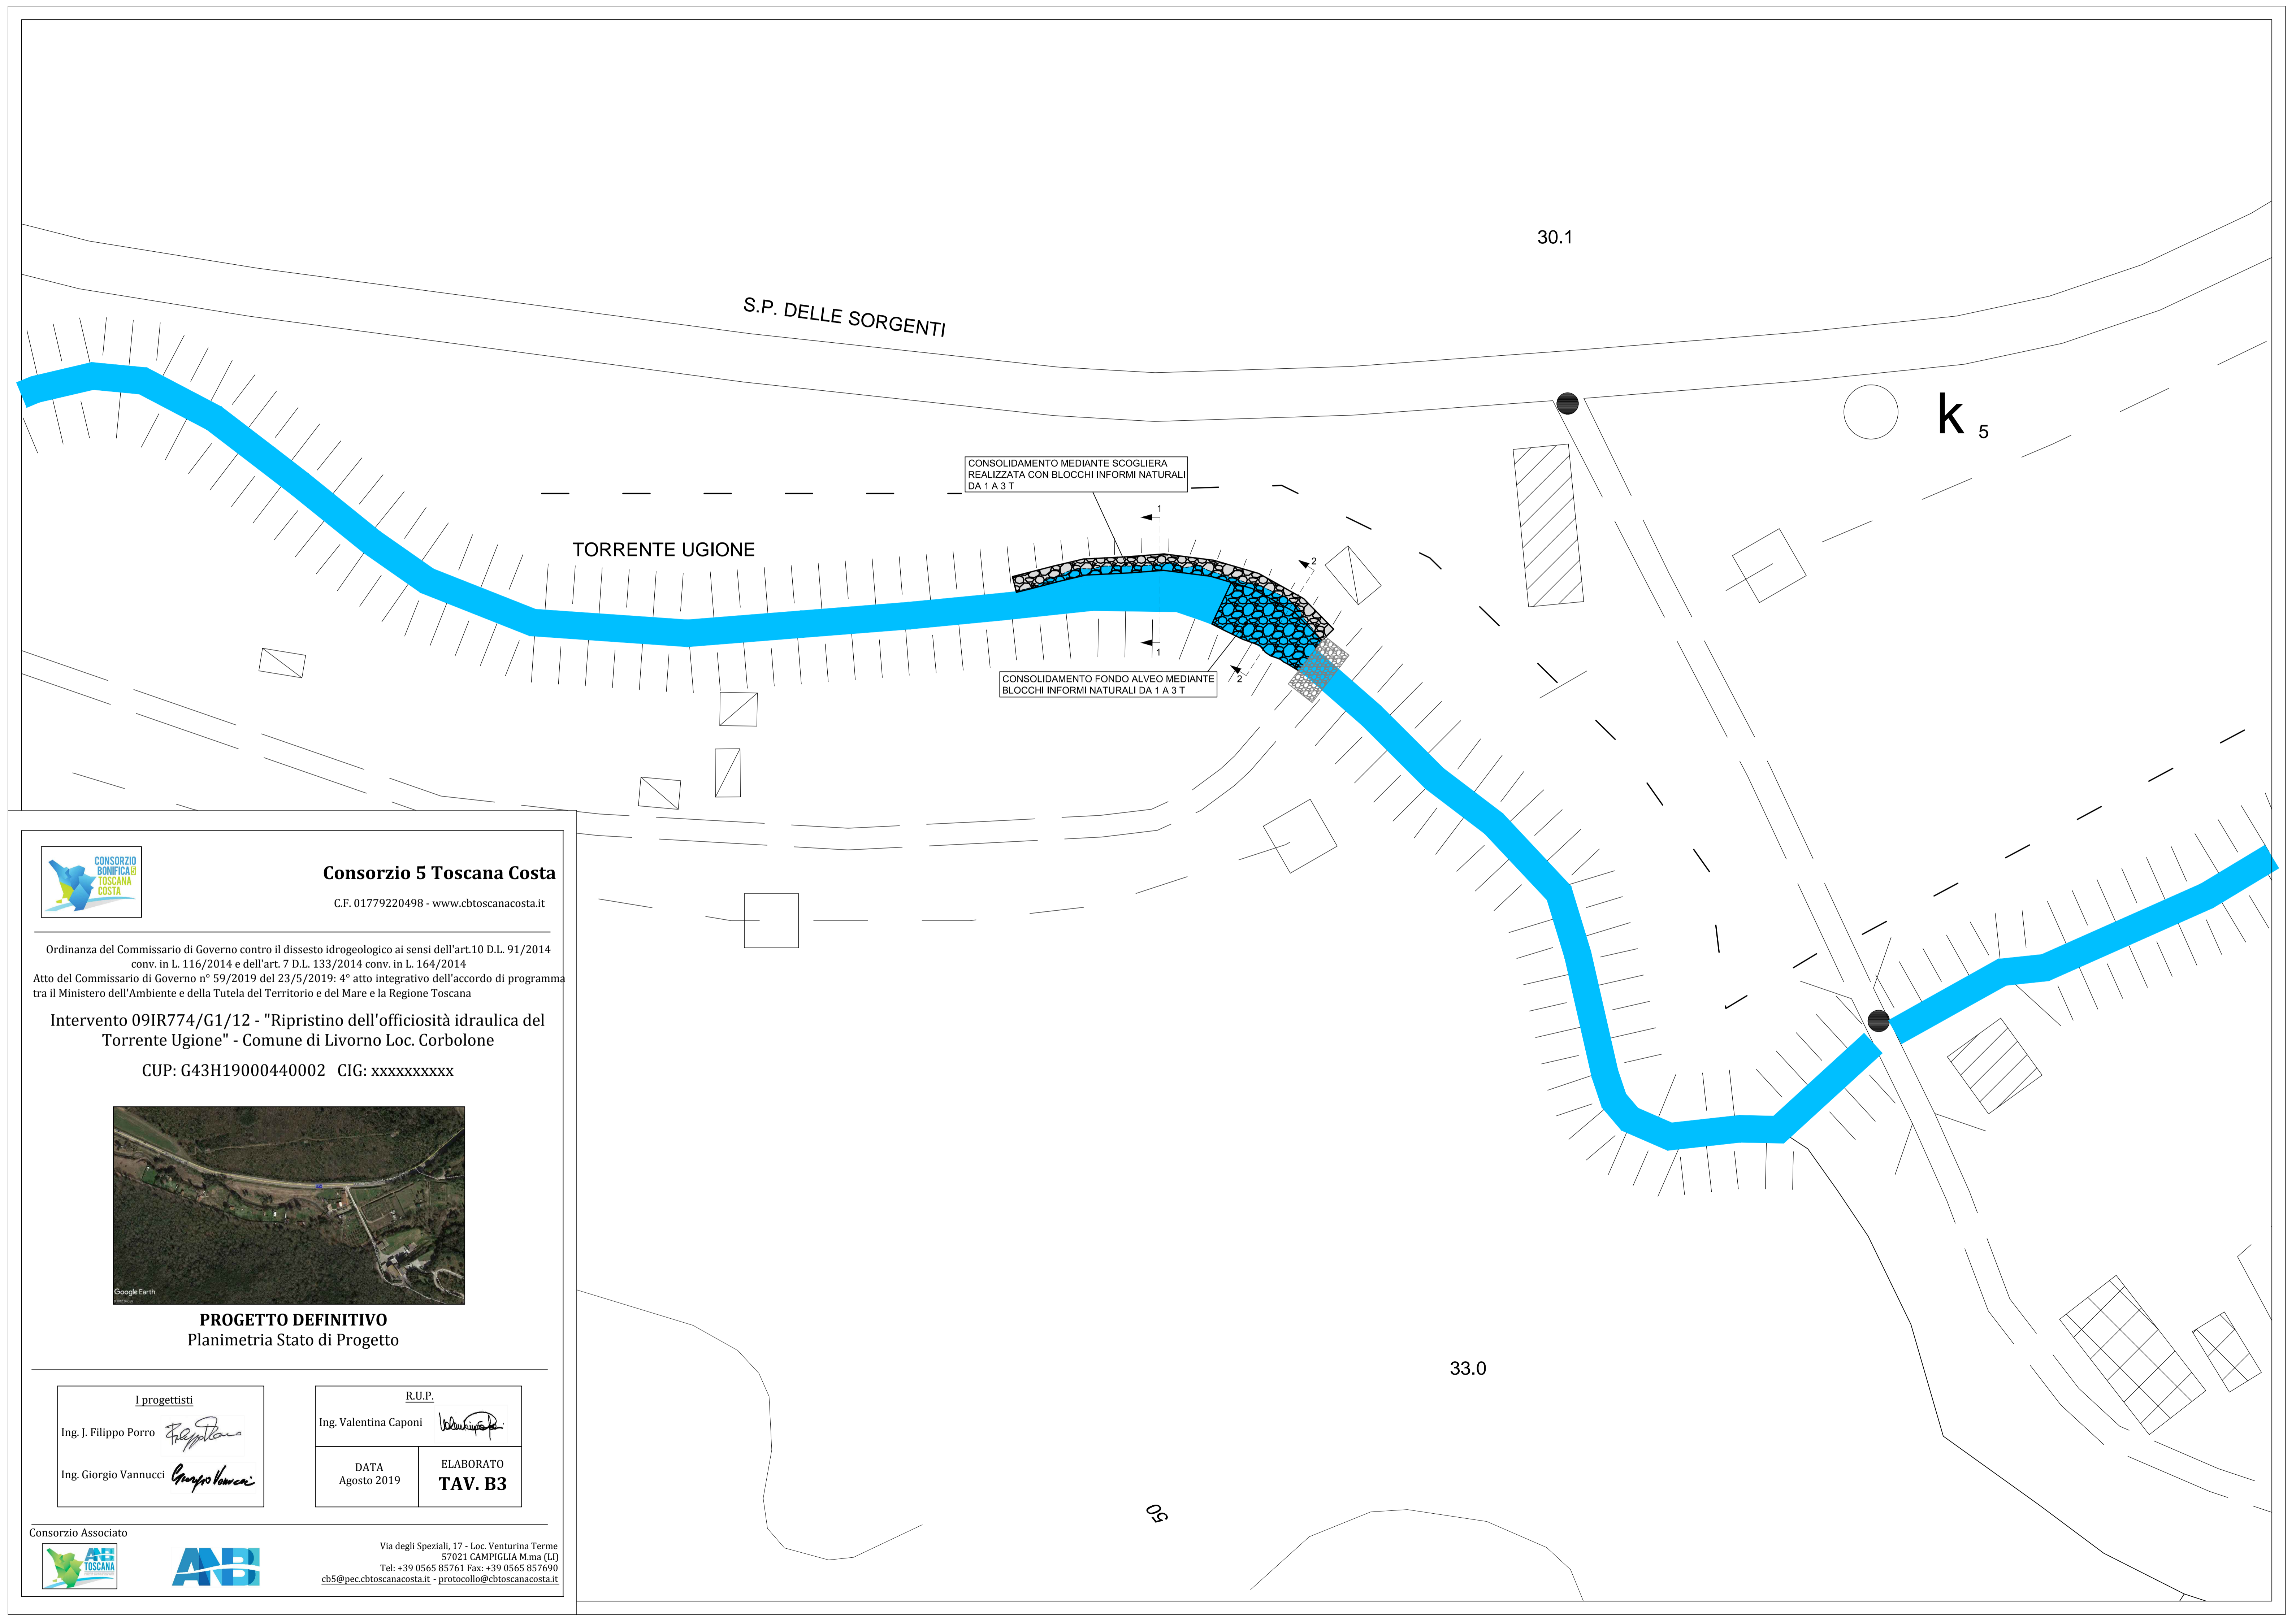 30.1
S.P. DELLE SORGENTI
k 5
CONSOLIDAMENTO MEDIANTE SCOGLIERA
REALIZZATA CON BLOCCHI INFORMI NATURALI
DA 1 A 3 T
1
2
TORRENTE UGIONE
1
2
CONSOLIDAMENTO FONDO ALVEO MEDIANTE
BLOCCHI INFORMI NATURALI DA 1 A 3 T
33.0
50
CONSORZIO
BONIFICA
TOSCANA
COSTA
Consorzio 5 Toscana Costa
C.F. 01779220498 - www.cbtoscanacosta.it
Ordinanza del Commissario di Governo contro il dissesto idrogeologico ai sensi dell'art.10 D.L. 91/2014
conv. in L. 116/2014 e dell'art. 7 D.L. 133/2014 conv. in L. 164/2014
Atto del Commissario di Governo n° 59/2019 del 23/5/2019: 4° atto integrativo dell'accordo di programma
tra il Ministero dell'Ambiente e della Tutela del Territorio e del Mare e la Regione Toscana
Intervento 09IR774/G1/12 - "Ripristino dell'officiosità idraulica del
Torrente Ugione" - Comune di Livorno Loc. Corbolone
CUP: G43H19000440002 CIG: xxxxxxxxxx
Google Earth
PROGETTO DEFINITIVO
Planimetria Stato di Progetto
I progettisti
Ing. J. Filippo Porro
Ing. Giorgio Vannucci
R.U.P.
Ing. Valentina Caponi
DATA
Agosto 2019
ELABORATO
TAV. B3
Consorzio Associato
ANBI
TOSCANA
ANBI
Via degli Speziali, 17 - Loc. Venturina Terme
57021 CAMPIGLIA M.ma (LI)
Tel: +39 0565 85761 Fax: +39 0565 857690
cb5@pec.cbtoscanacosta.it - protocollo@cbtoscanacosta.it